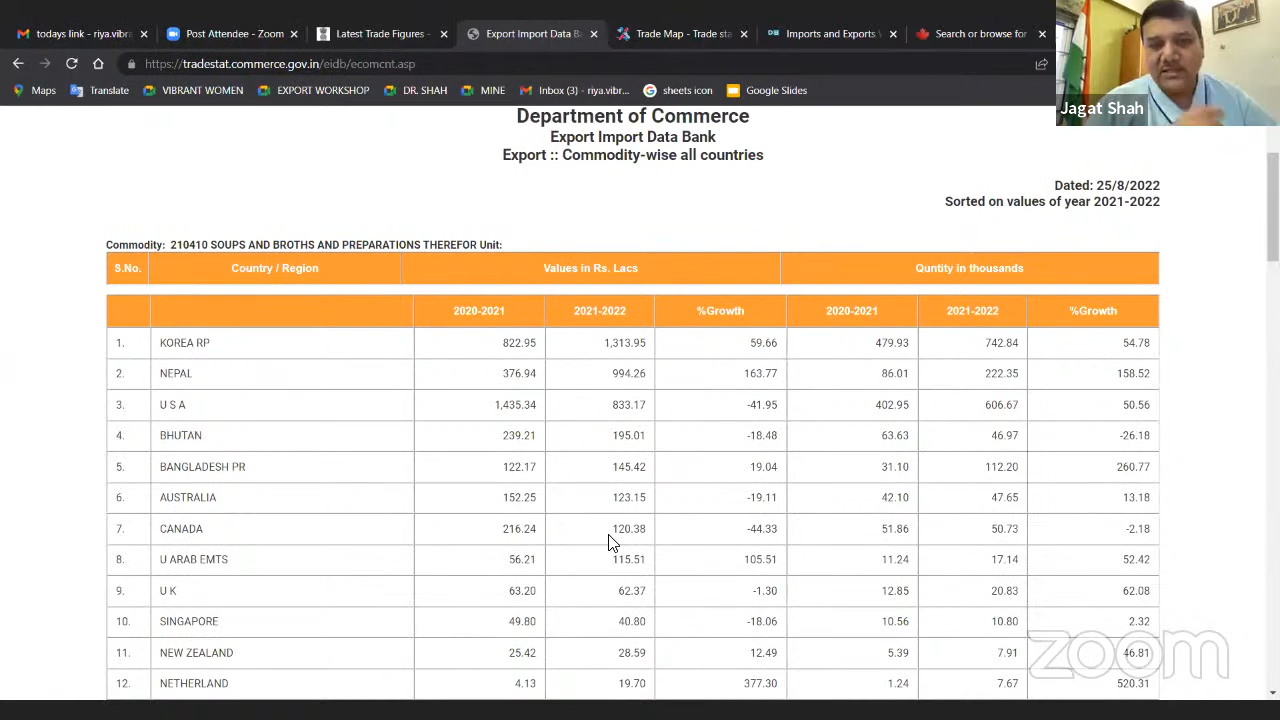 todays link - riya.vibra
Post Attendee - Zoom
Latest Trade Figures -
Export Import Data Ba
Trade Map - Trade st
Imports and Exports V
Search or browse for
https://tradestat.commerce.gov.in/eidb/ecomcnt.asp
Maps Translate VIBRANT WOMEN EXPORT WORKSHOP DR. SHAH MINE Inbox (3) - riya.vibr... sheets icon Google Slides
Jagat Shah
Department of Commerce
Export Import Data Bank
Export :: Commodity-wise all countries
Dated: 25/8/2022
Sorted on values of year 2021-2022
Commodity: 210410 SOUPS AND BROTHS AND PREPARATIONS THEREFOR Unit:
S.No. Country / Region Values in Rs. Lacs Quntity in thousands
2020-2021 2021-2022 %Growth 2020-2021 2021-2022 %Growth
1. KOREA RP 822.95 1,313.95 59.66 479.93 742.84 54.78
2. NEPAL 376.94 994.26 163.77 86.01 222.35 158.52
3. U S A 1,435.34 833.17 -41.95 402.95 606.67 50.56
4. BHUTAN 239.21 195.01 -18.48 63.63 46.97 -26.18
5. BANGLADESH PR 122.17 145.42 19.04 31.10 112.20 260.77
6. AUSTRALIA 152.25 123.15 -19.11 42.10 47.65 13.18
7. CANADA 216.24 120.38 -44.33 51.86 50.73 -2.18
8. U ARAB EMTS 56.21 115.51 105.51 11.24 17.14 52.42
9. U K 63.20 62.37 -1.30 12.85 20.83 62.08
10. SINGAPORE 49.80 40.80 -18.06 10.56 10.80 2.32
11. NEW ZEALAND 25.42 28.59 12.49 5.39 7.91 46.81
12. NETHERLAND 4.13 19.70 377.30 1.24 7.67 520.31
zoom